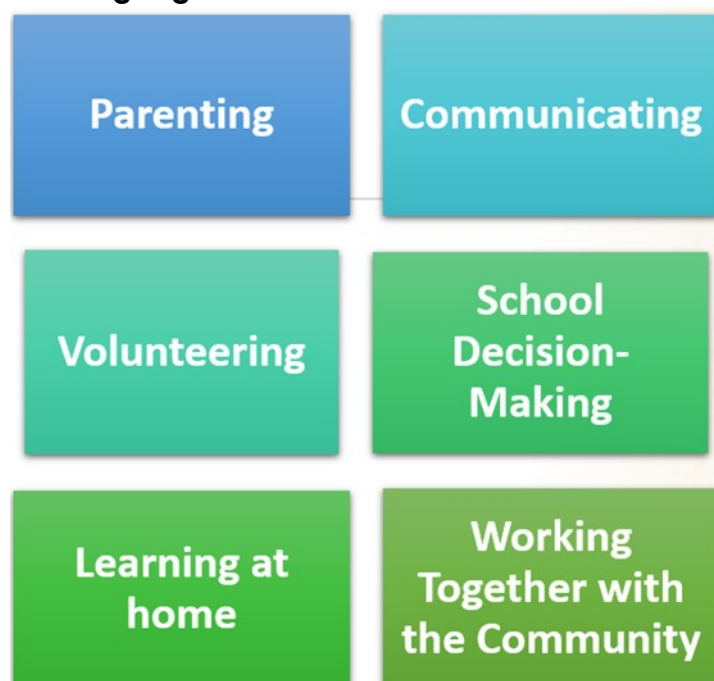 Parenting
Communicating
Volunteering
School
Decision-
Making
Learning at
home
Working
Together with
the Community